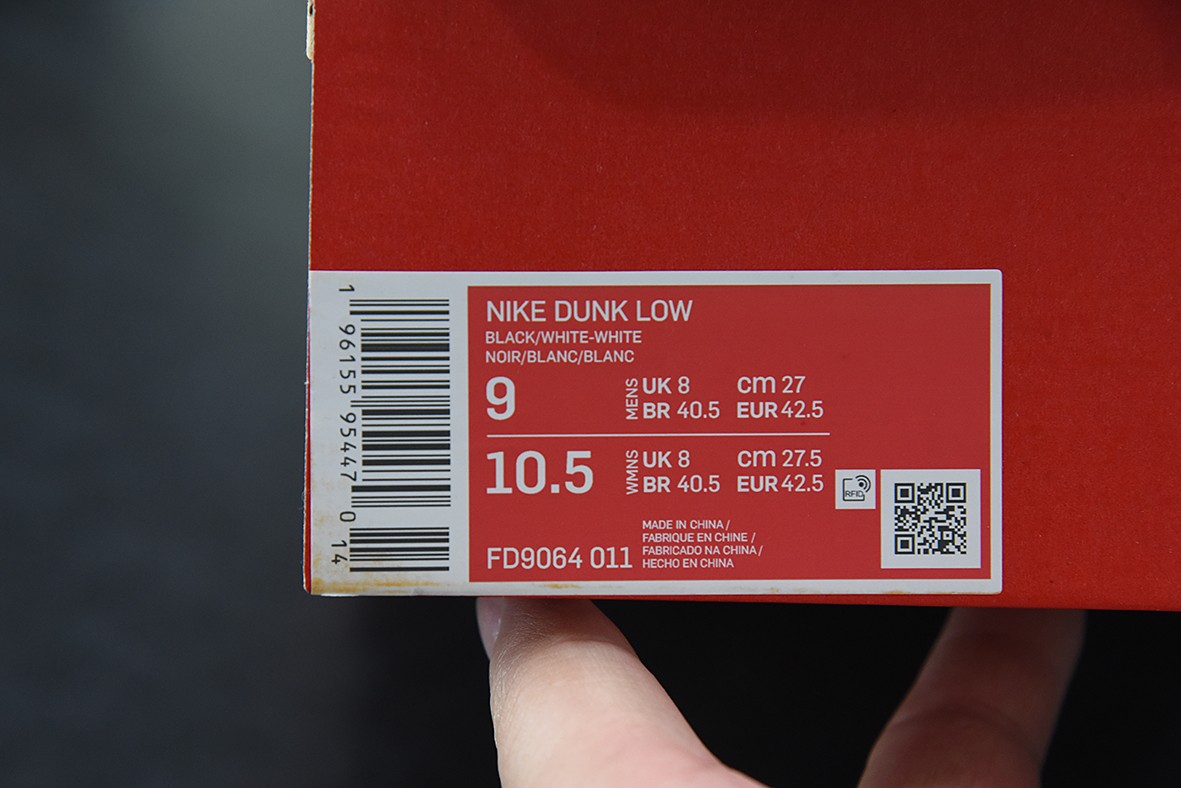 1 96155 95447 0 14
NIKE DUNK LOW
BLACK/WHITE-WHITE
NOIR/BLANC/BLANC
9 MENS UK 8 cm 27
BR 40.5 EUR 42.5
10.5 WMNS UK 8 cm 27.5
BR 40.5 EUR 42.5
RFID
FD9064 011
MADE IN CHINA /
FABRIQUE EN CHINE /
FABRICADO NA CHINA /
HECHO EN CHINA